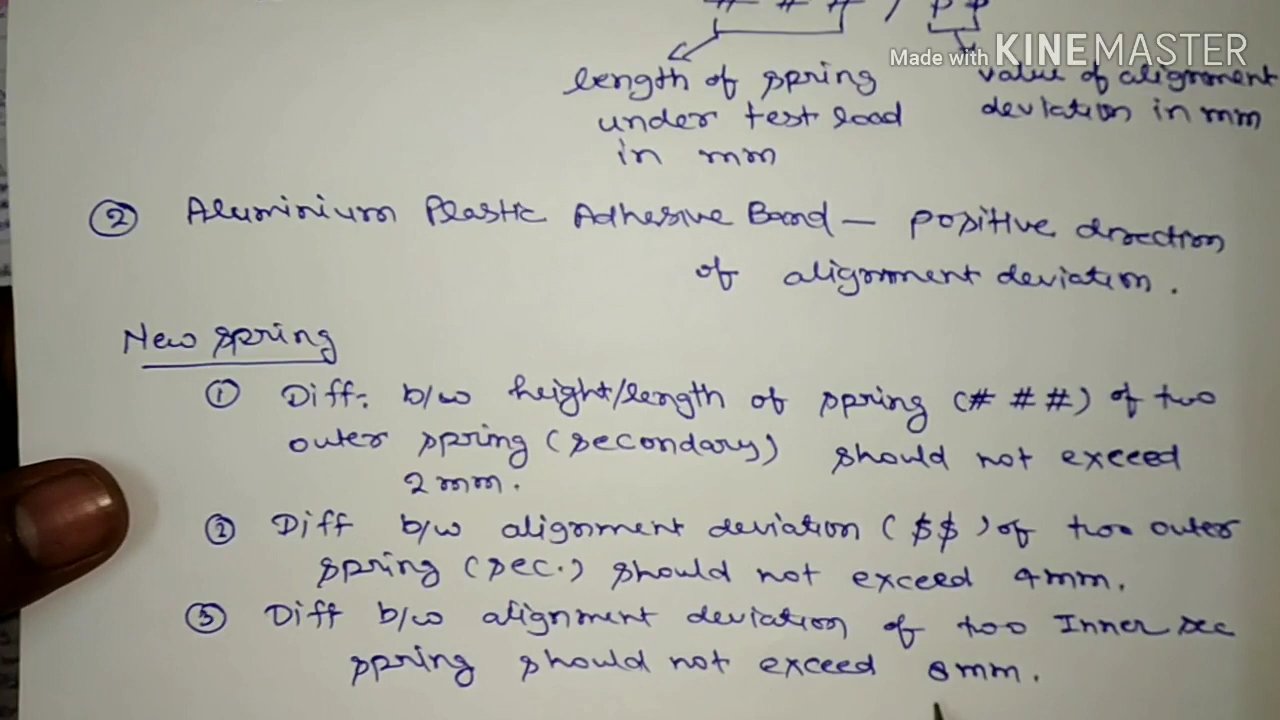 # # # / $ $
Made with KINEMASTER
length of spring
under test load
in mm
value of alignment
deviation in mm
② Aluminium Plastic Adhesive Band — positive direction
of alignment deviation.
New spring
① Diff: b/w height/length of spring (# # #) of two
outer spring (secondary) should not exceed
2 mm.
② Diff b/w alignment deviation ($$) of two outer
spring (sec.) should not exceed 4mm.
③ Diff b/w alignment deviation of two Inner sec
spring should not exceed 8mm.